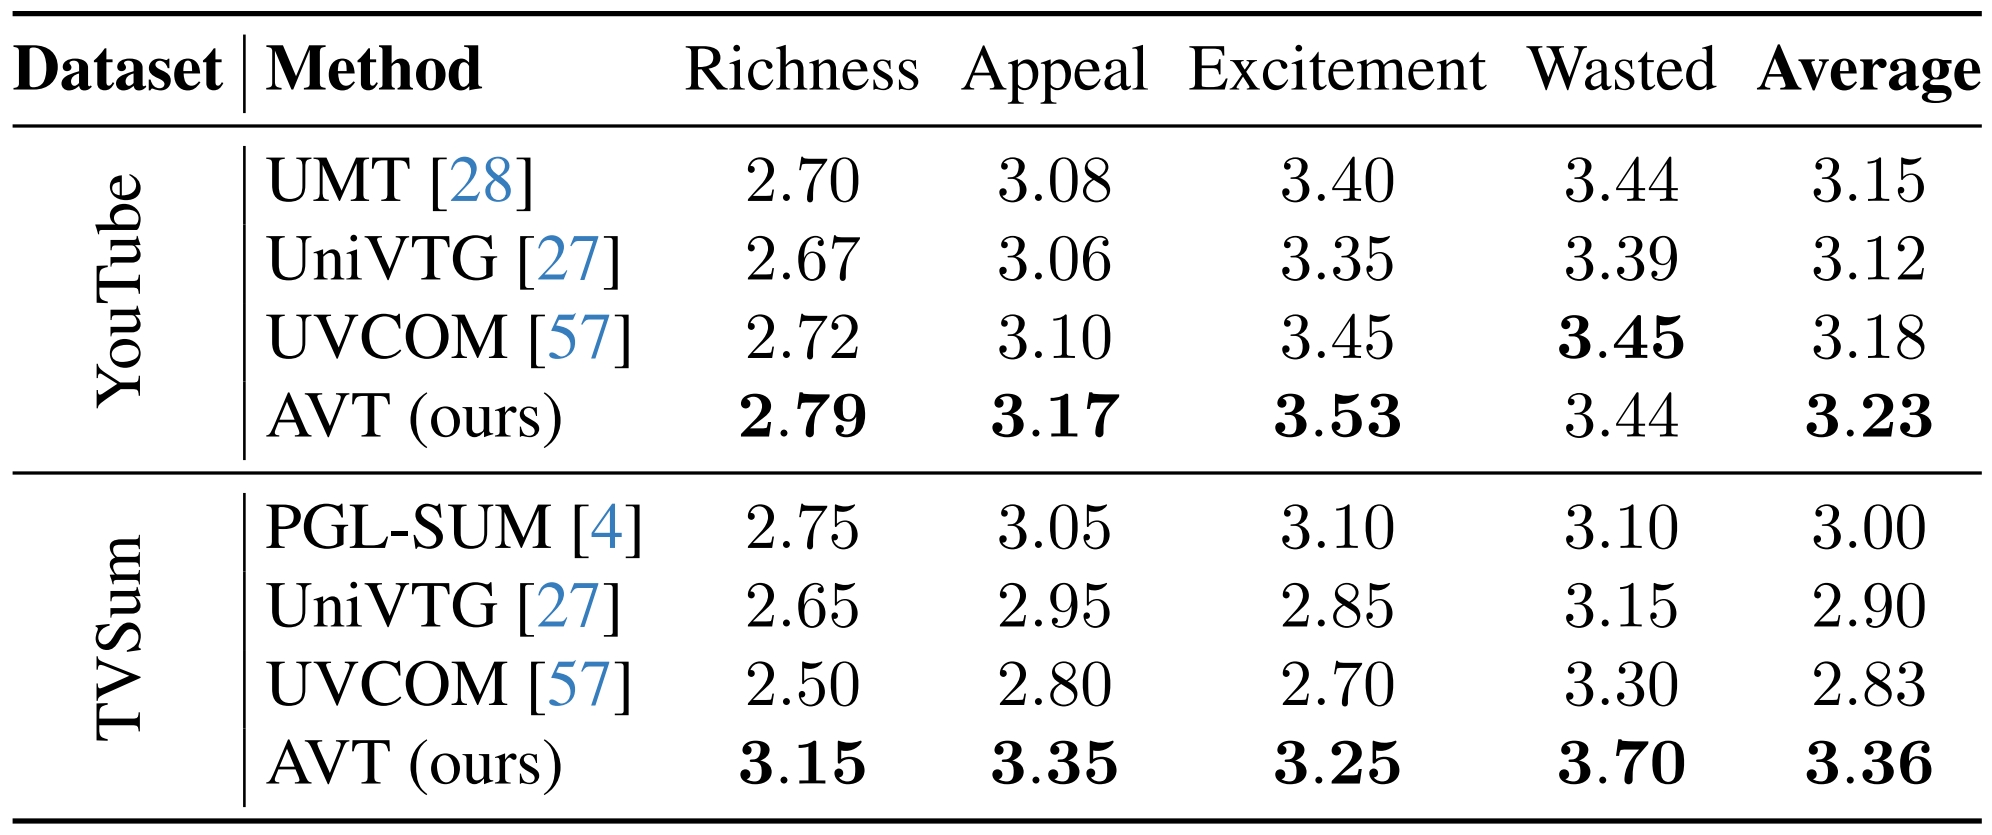 Dataset Method Richness Appeal Excitement Wasted Average
YouTube
UMT [28] 2.70 3.08 3.40 3.44 3.15
UniVTG [27] 2.67 3.06 3.35 3.39 3.12
UVCOM [57] 2.72 3.10 3.45 3.45 3.18
AVT (ours) 2.79 3.17 3.53 3.44 3.23
TVSum
PGL-SUM [4] 2.75 3.05 3.10 3.10 3.00
UniVTG [27] 2.65 2.95 2.85 3.15 2.90
UVCOM [57] 2.50 2.80 2.70 3.30 2.83
AVT (ours) 3.15 3.35 3.25 3.70 3.36